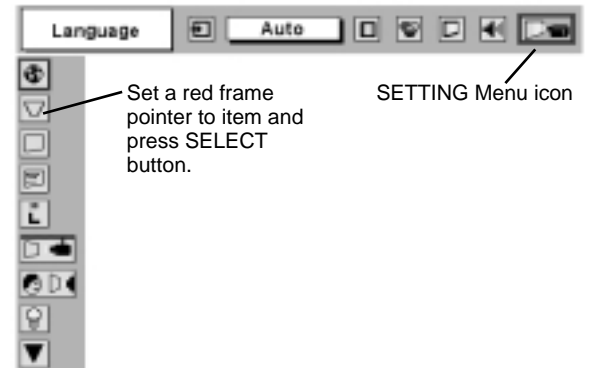 Language
Auto
Set a red frame
pointer to item and
press SELECT
button.
SETTING Menu icon